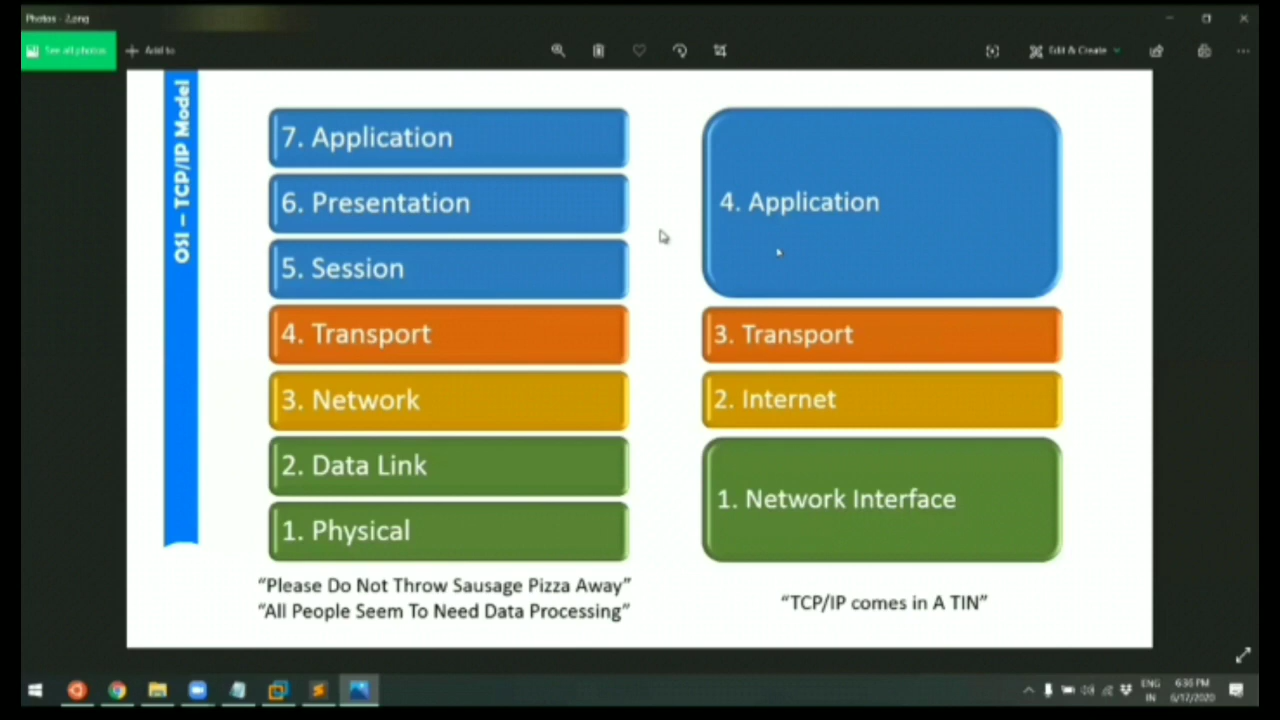 Photos - 2.png
See all photos
Add to
Edit & Create
OSI – TCP/IP Model
7. Application
6. Presentation
5. Session
4. Transport
3. Network
2. Data Link
1. Physical
“Please Do Not Throw Sausage Pizza Away”
“All People Seem To Need Data Processing”
4. Application
3. Transport
2. Internet
1. Network Interface
“TCP/IP comes in A TIN”
ENG
IN
6:36 PM
6/17/2020